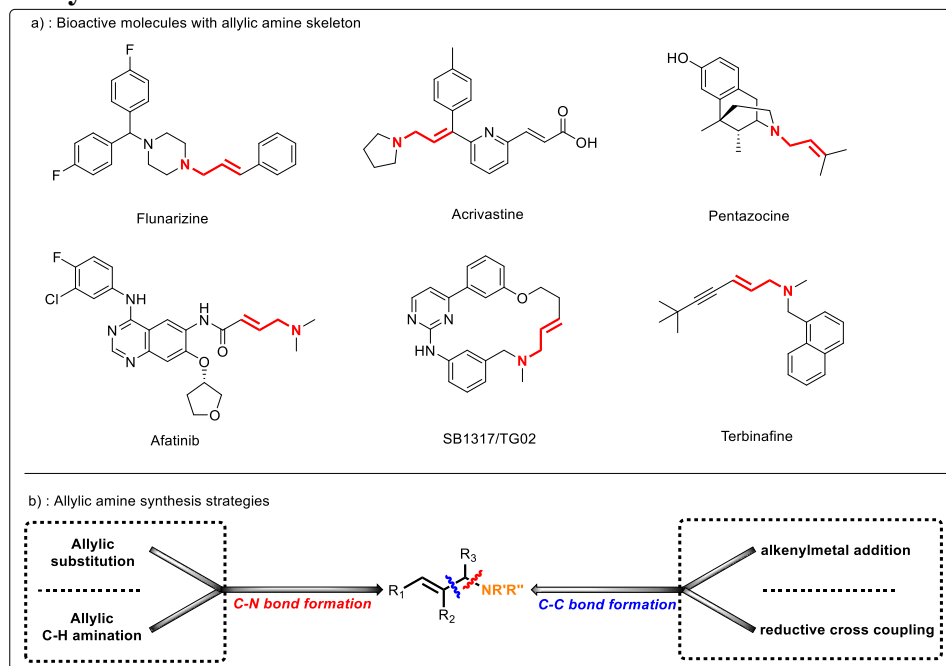 a) : Bioactive molecules with allylic amine skeleton
F
F
N
N
Flunarizine
N
N
O
OH
Acrivastine
HO
N
Pentazocine
F
Cl
NH
N
N
H
N
O
N
O
O
Afatinib
N
N
HN
O
N
SB1317/TG02
N
Terbinafine
b) : Allylic amine synthesis strategies
Allylic
substitution
Allylic
C-H amination
C-N bond formation
R1
R2
R3
NR'R''
C-C bond formation
alkenylmetal addition
reductive cross coupling